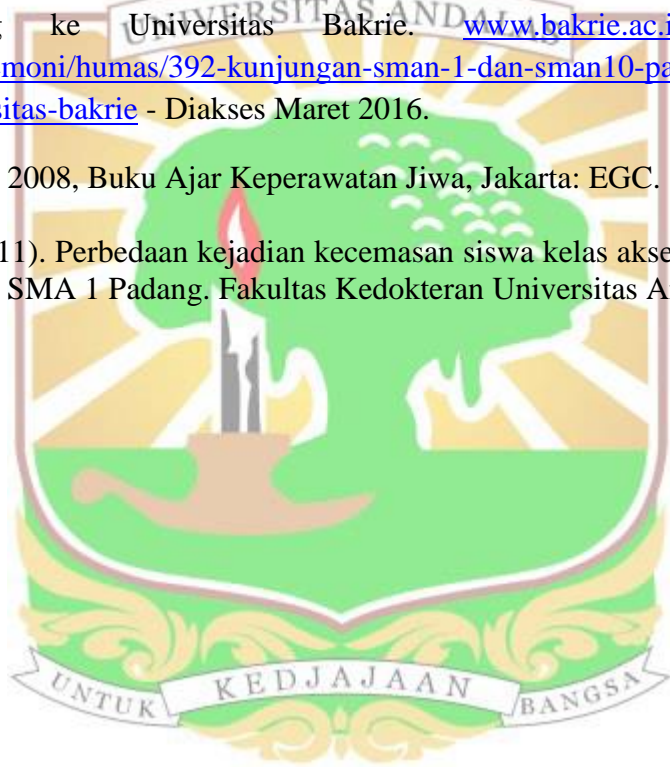 UNIVERSITAS ANDALAS
ke Universitas Bakrie. www.bakrie.ac.i
moni/humas/392-kunjungan-sman-1-dan-sman10-pa
sitas-bakrie - Diakses Maret 2016.
2008, Buku Ajar Keperawatan Jiwa, Jakarta: EGC.
11). Perbedaan kejadian kecemasan siswa kelas akse
SMA 1 Padang. Fakultas Kedokteran Universitas A
UNTUK KEDJAJAAN BANGSA